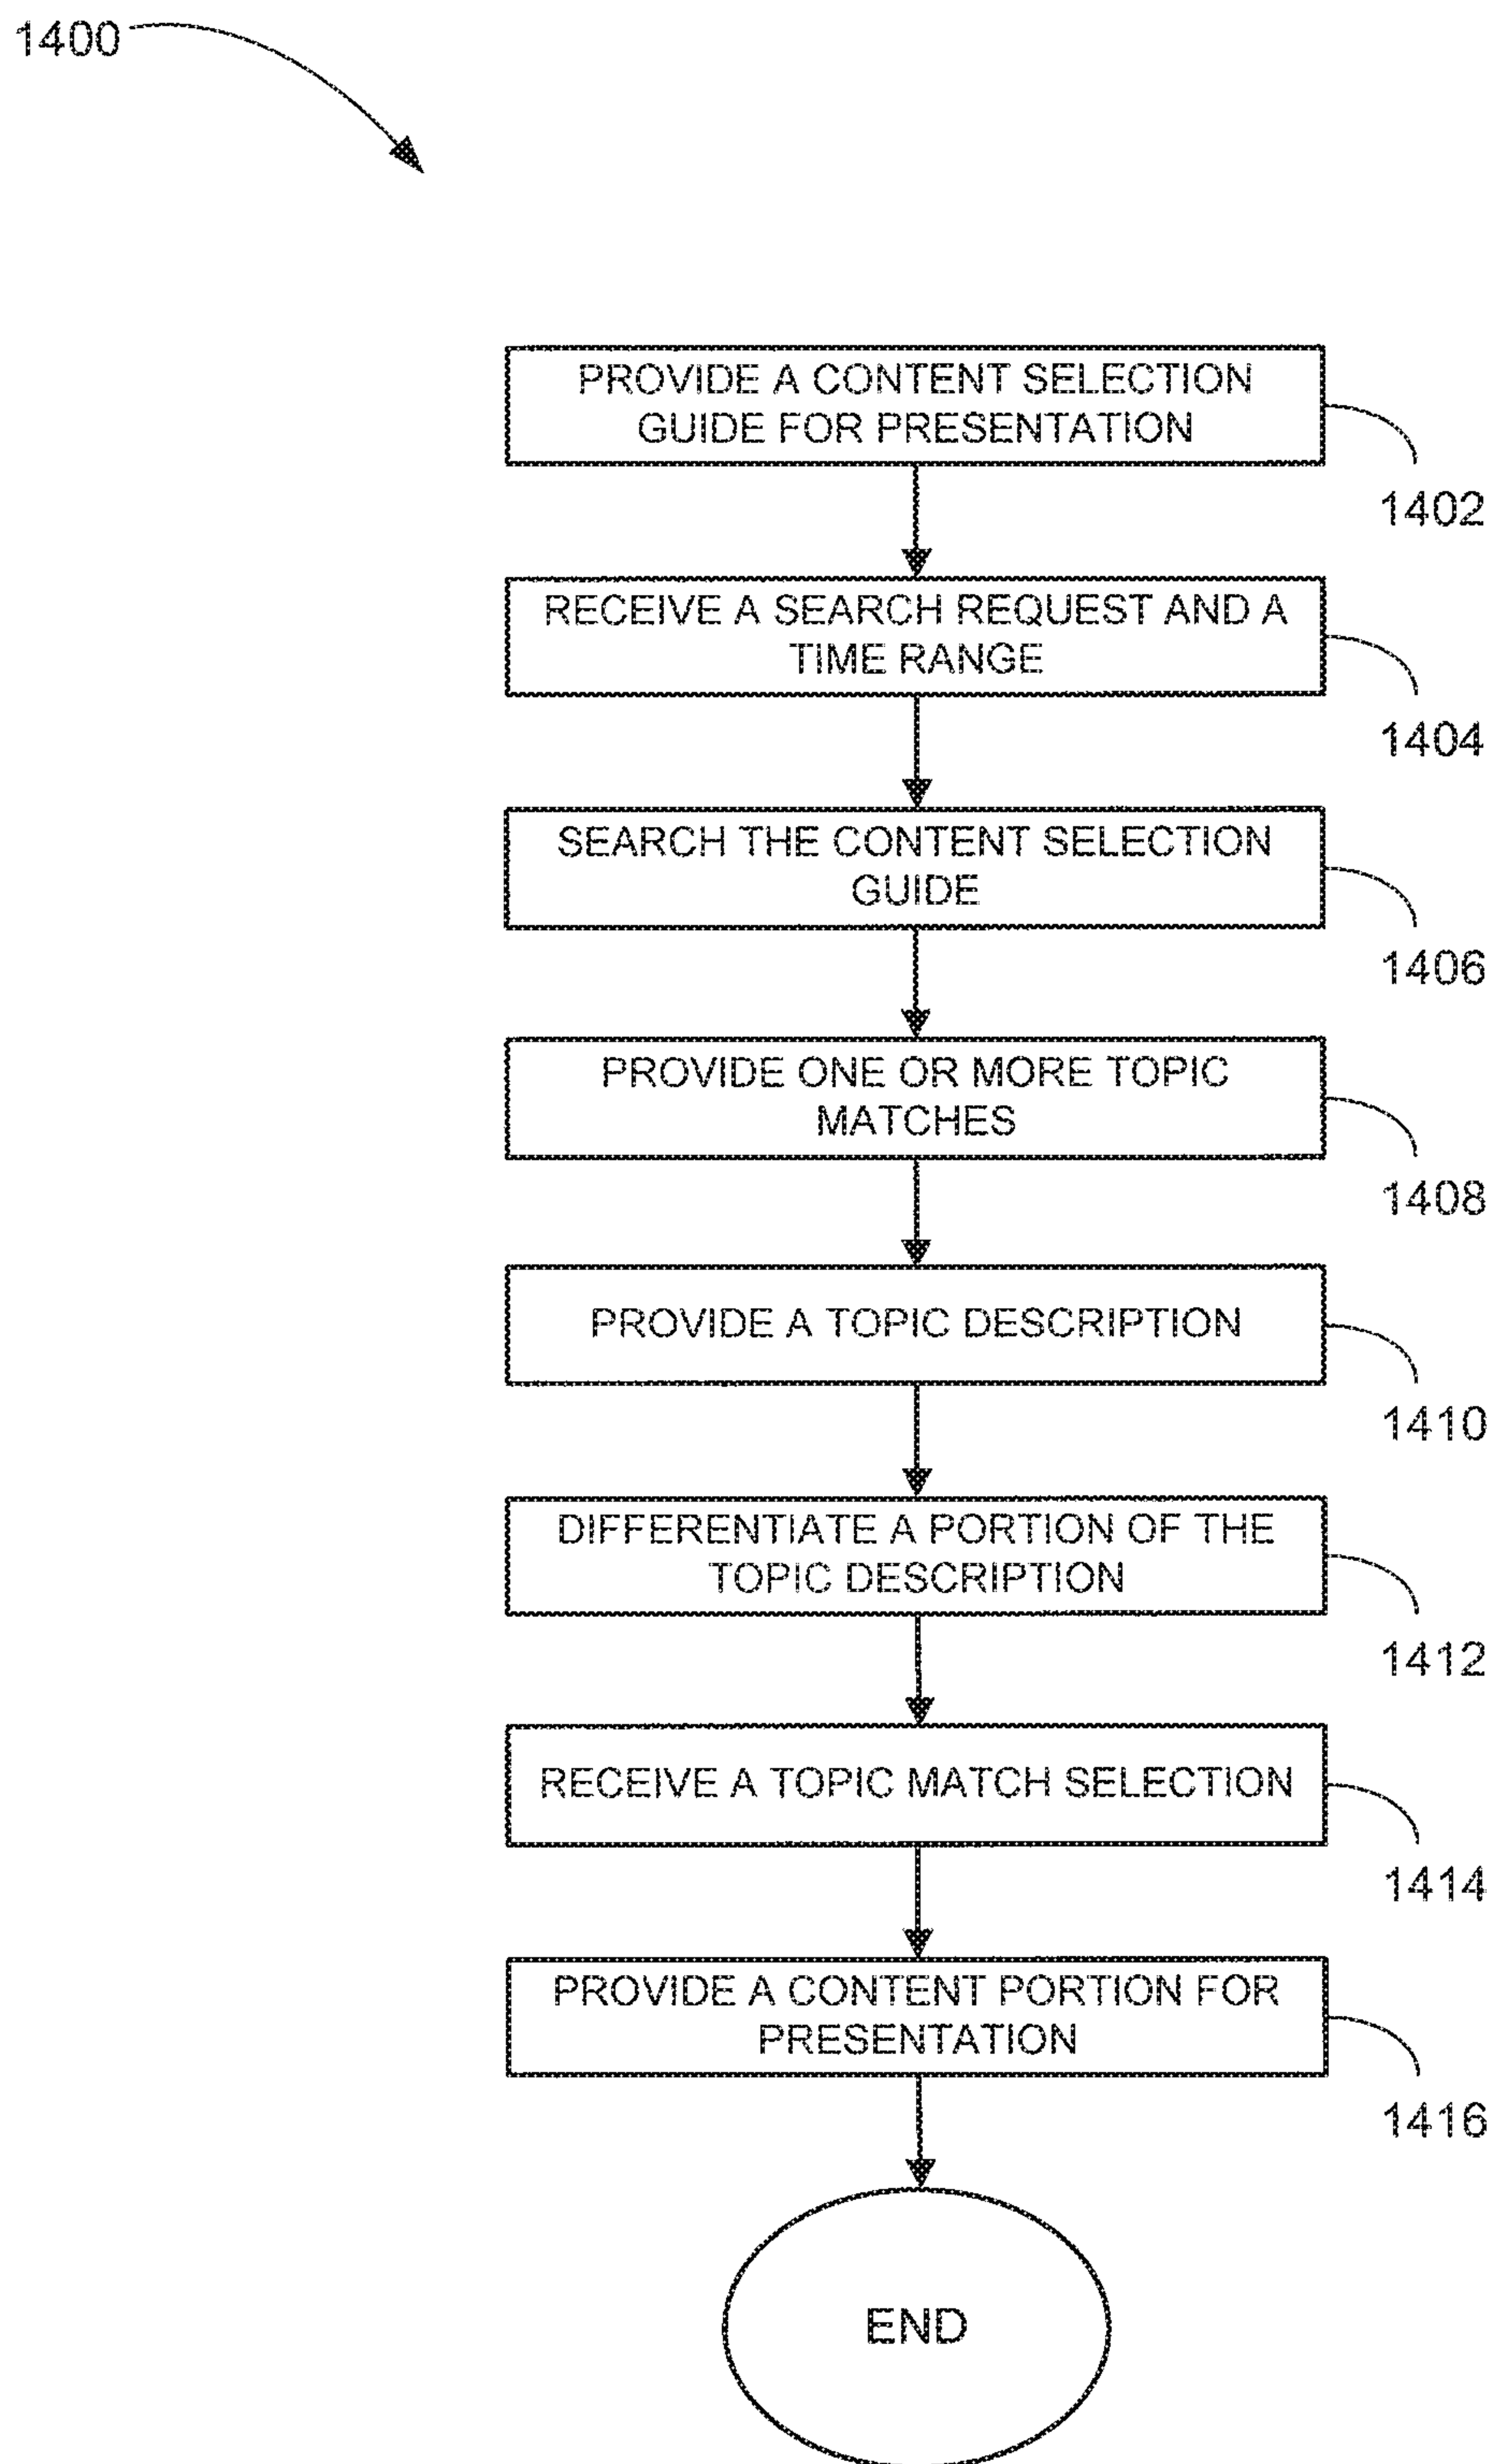 1400
PROVIDE A CONTENT SELECTION
GUIDE FOR PRESENTATION
1402
RECEIVE A SEARCH REQUEST AND A
TIME RANGE
1404
SEARCH THE CONTENT SELECTION
GUIDE
1406
PROVIDE ONE OR MORE TOPIC
MATCHES
1408
PROVIDE A TOPIC DESCRIPTION
1410
DIFFERENTIATE A PORTION OF THE
TOPIC DESCRIPTION
1412
RECEIVE A TOPIC MATCH SELECTION
1414
PROVIDE A CONTENT PORTION FOR
PRESENTATION
1416
END